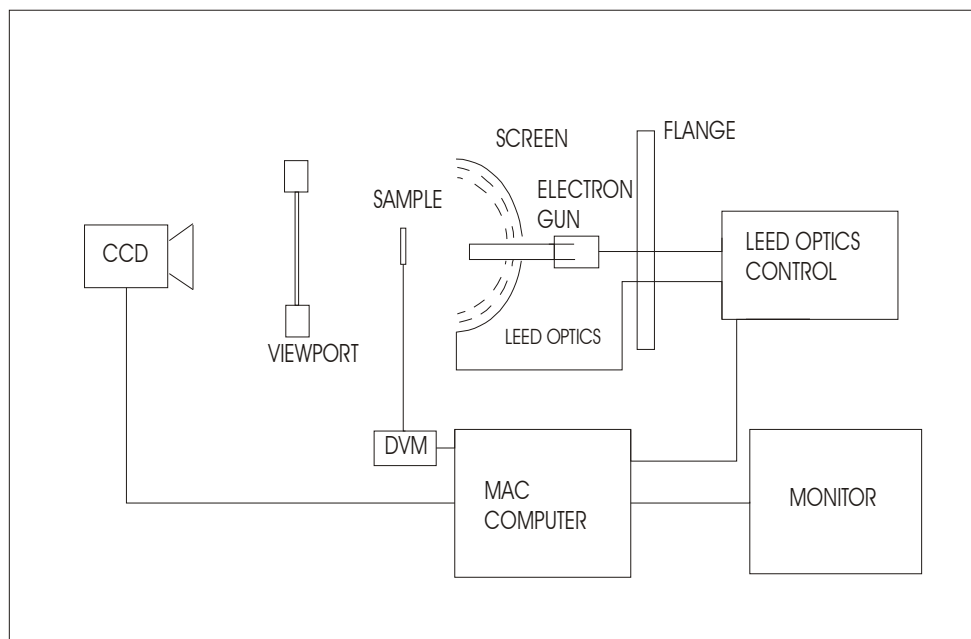 FLANGE
SCREEN
ELECTRON
GUN
SAMPLE
CCD
LEED OPTICS
CONTROL
LEED OPTICS
VIEWPORT
DVM
MAC
COMPUTER
MONITOR